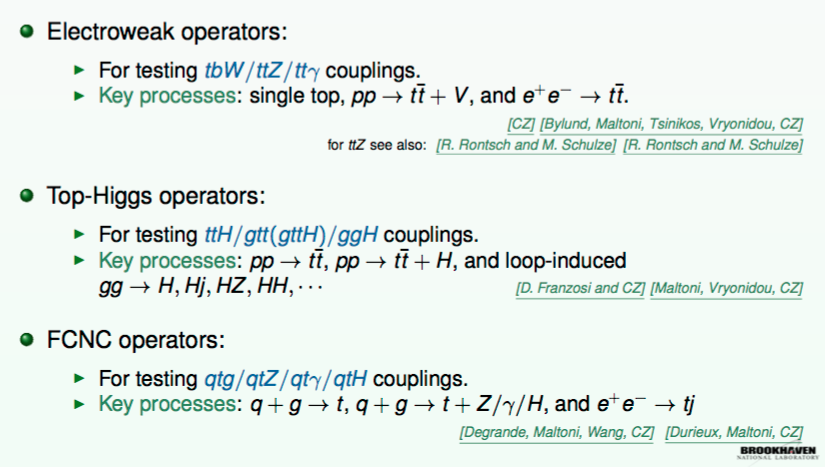 Electroweak operators:
For testing tbW/ttZ/ttγ couplings.
Key processes: single top, pp → tt̄ + V, and e⁺e⁻ → tt̄.
[CZ] [Bylund, Maltoni, Tsinikos, Vryonidou, CZ]
for ttZ see also: [R. Rontsch and M. Schulze] [R. Rontsch and M. Schulze]
Top-Higgs operators:
For testing ttH/gtt(gttH)/ggH couplings.
Key processes: pp → tt̄, pp → tt̄ + H, and loop-induced
gg → H, Hj, HZ, HH, ⋯ [D. Franzosi and CZ] [Maltoni, Vryonidou, CZ]
FCNC operators:
For testing qtg/qtZ/qtγ/qtH couplings.
Key processes: q + g → t, q + g → t + Z/γ/H, and e⁺e⁻ → tj
[Degrande, Maltoni, Wang, CZ] [Durieux, Maltoni, CZ]
BROOKHAVEN
NATIONAL LABORATORY